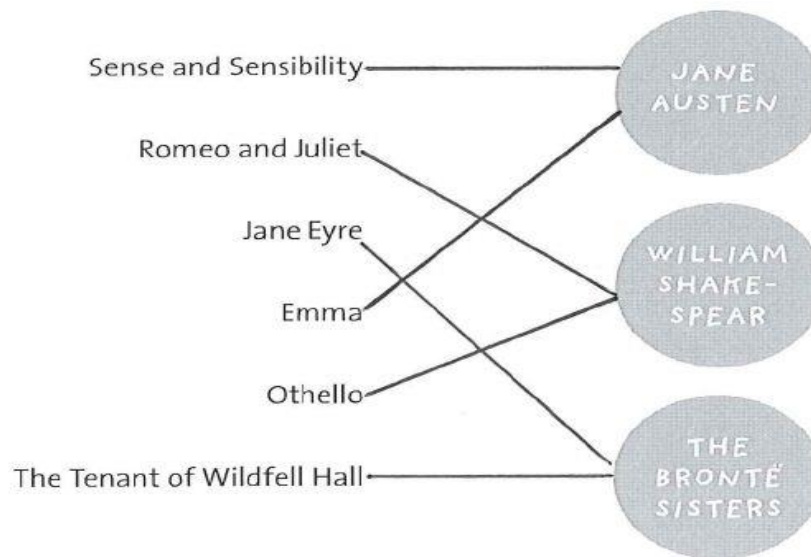 Sense and Sensibility
Romeo and Juliet
Jane Eyre
Emma
Othello
The Tenant of Wildfell Hall
JANE
AUSTEN
WILLIAM
SHAKE-
SPEAR
THE
BRONTÉ
SISTERS